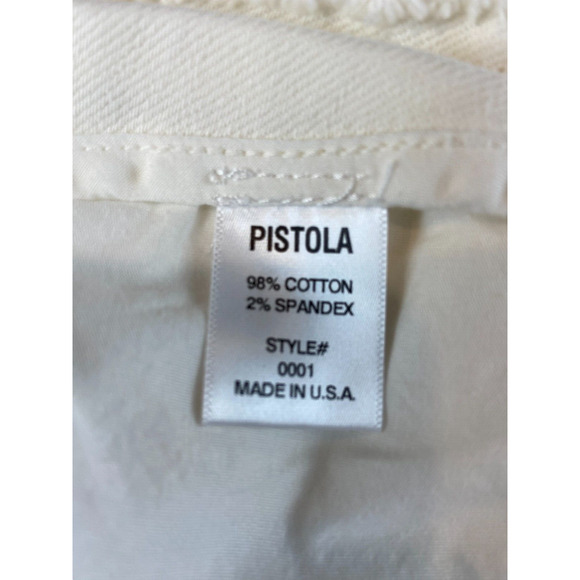 PISTOLA
98% COTTON
2% SPANDEX
STYLE#
0001
MADE IN U.S.A.